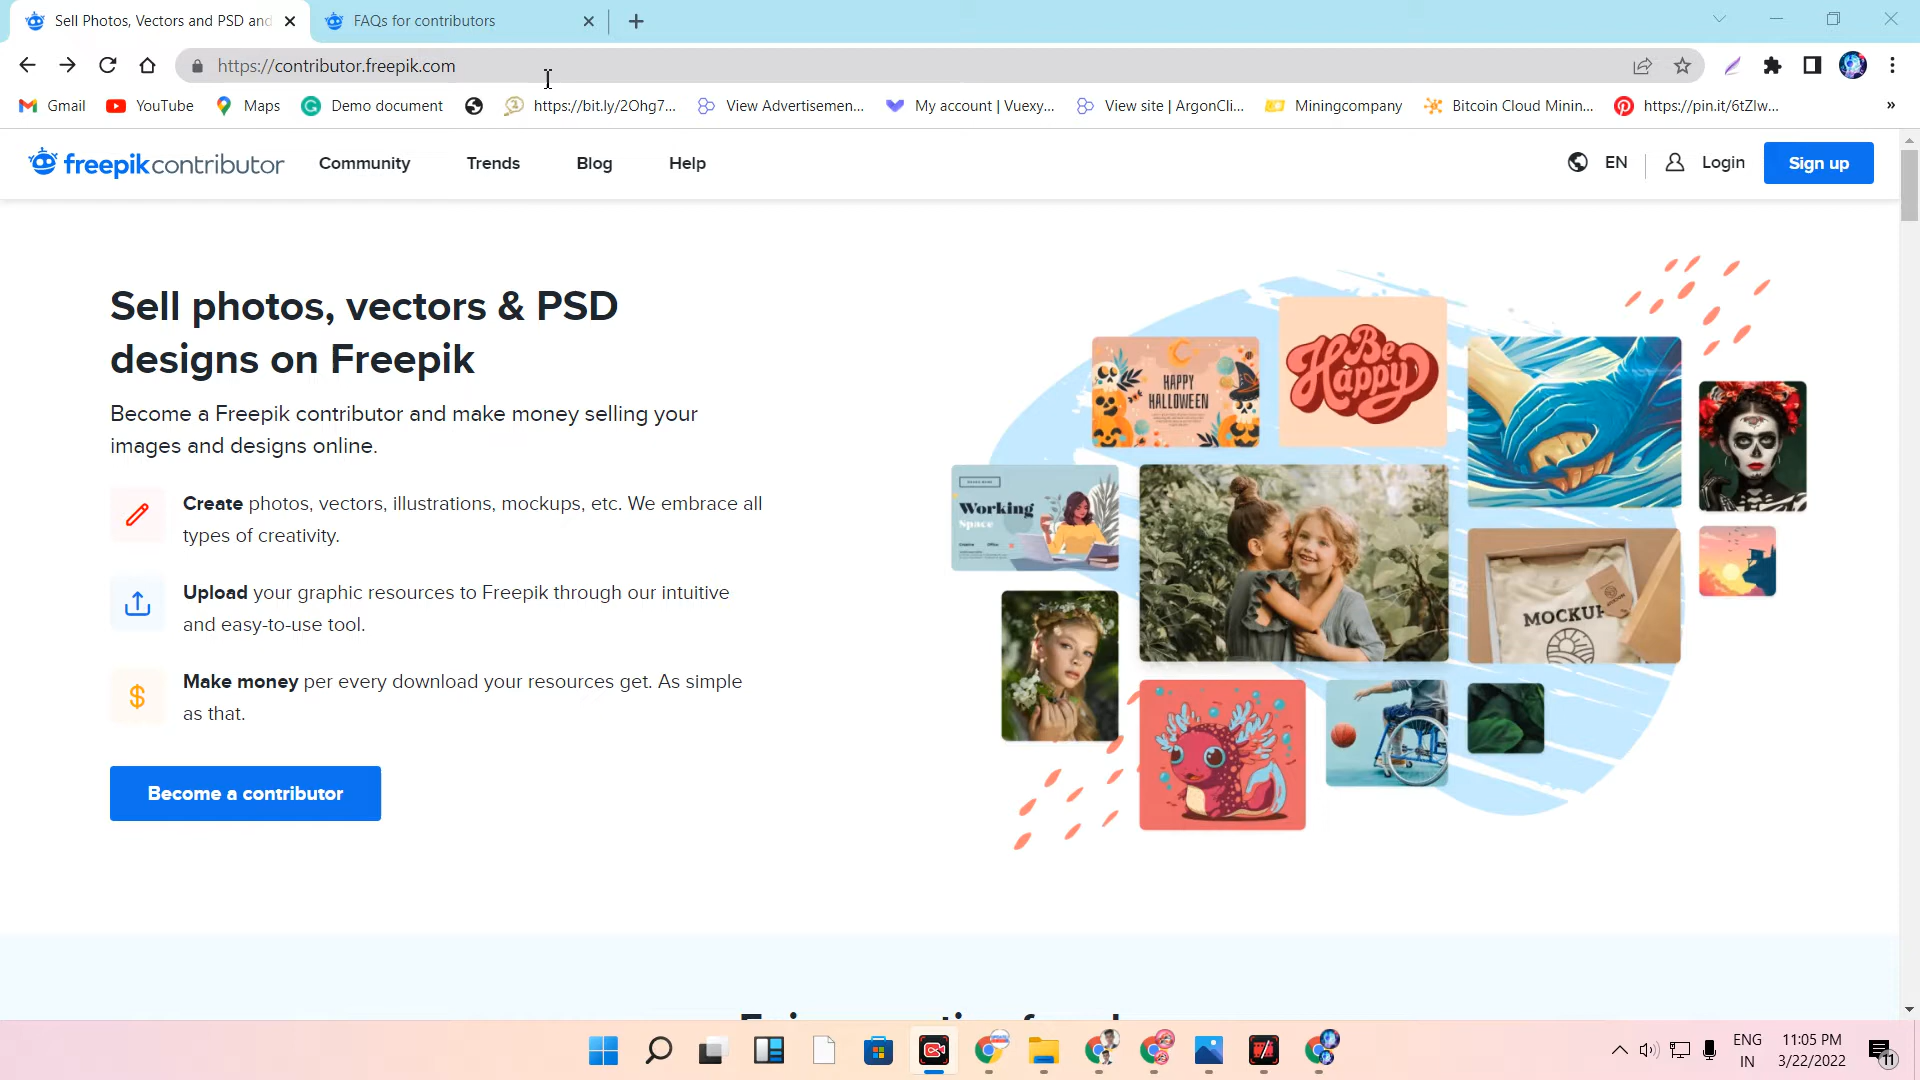 Sell Photos, Vectors and PSD and
FAQs for contributors
https://contributor.freepik.com
Gmail
YouTube
Maps
Demo document
https://bit.ly/2Ohg7...
View Advertisemen...
My account | Vuexy...
View site | ArgonCli...
Miningcompany
Bitcoin Cloud Minin...
https://pin.it/6tZlw...
»
freepikcontributor
Community
Trends
Blog
Help
EN
Login
Sign up
Sell photos, vectors & PSD
designs on Freepik
Become a Freepik contributor and make money selling your
images and designs online.
Create photos, vectors, illustrations, mockups, etc. We embrace all
types of creativity.
Upload your graphic resources to Freepik through our intuitive
and easy-to-use tool.
$
Make money per every download your resources get. As simple
as that.
Become a contributor
HAPPY
HALLOWEEN
Be
Happy
Working
Space
MOCKUP
ENG
IN
11:05 PM
3/22/2022
11